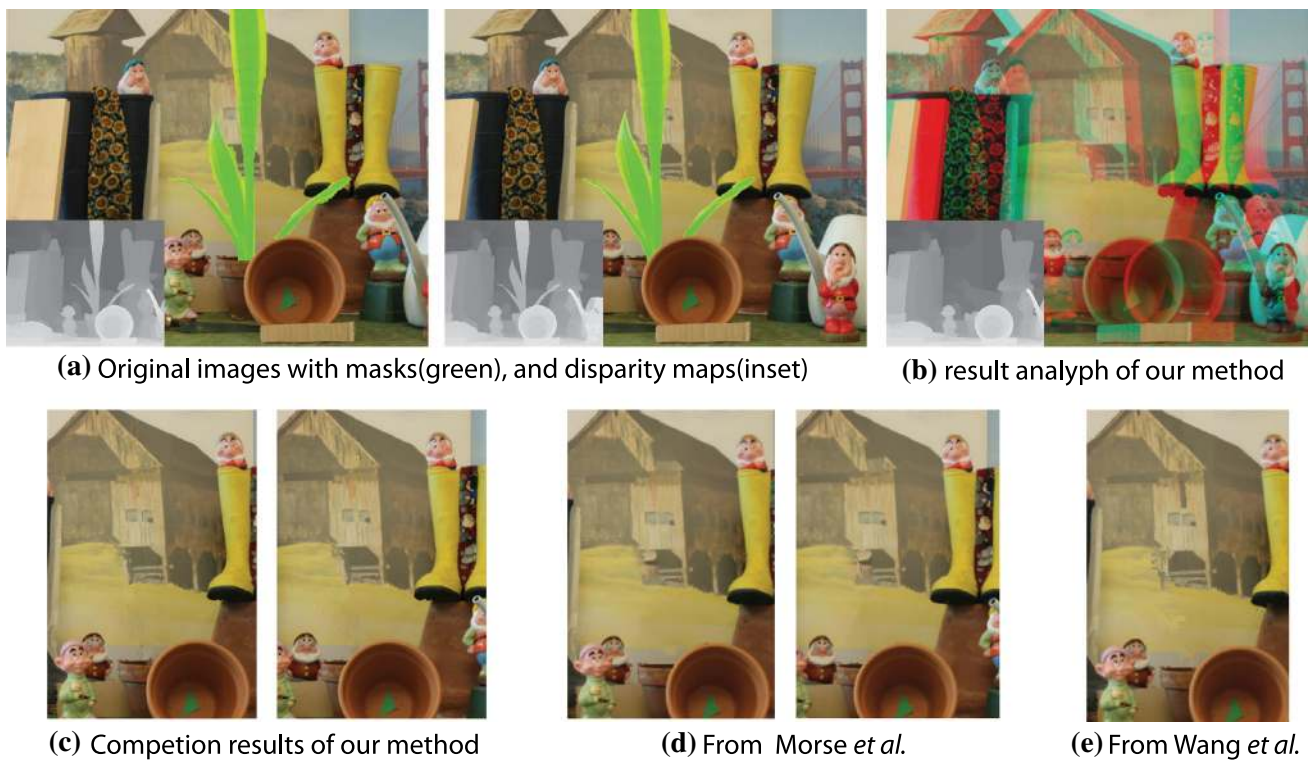 (a) Original images with masks(green), and disparity maps(inset)
(b) result analyph of our method
(c) Competion results of our method
(d) From Morse et al.
(e) From Wang et al.